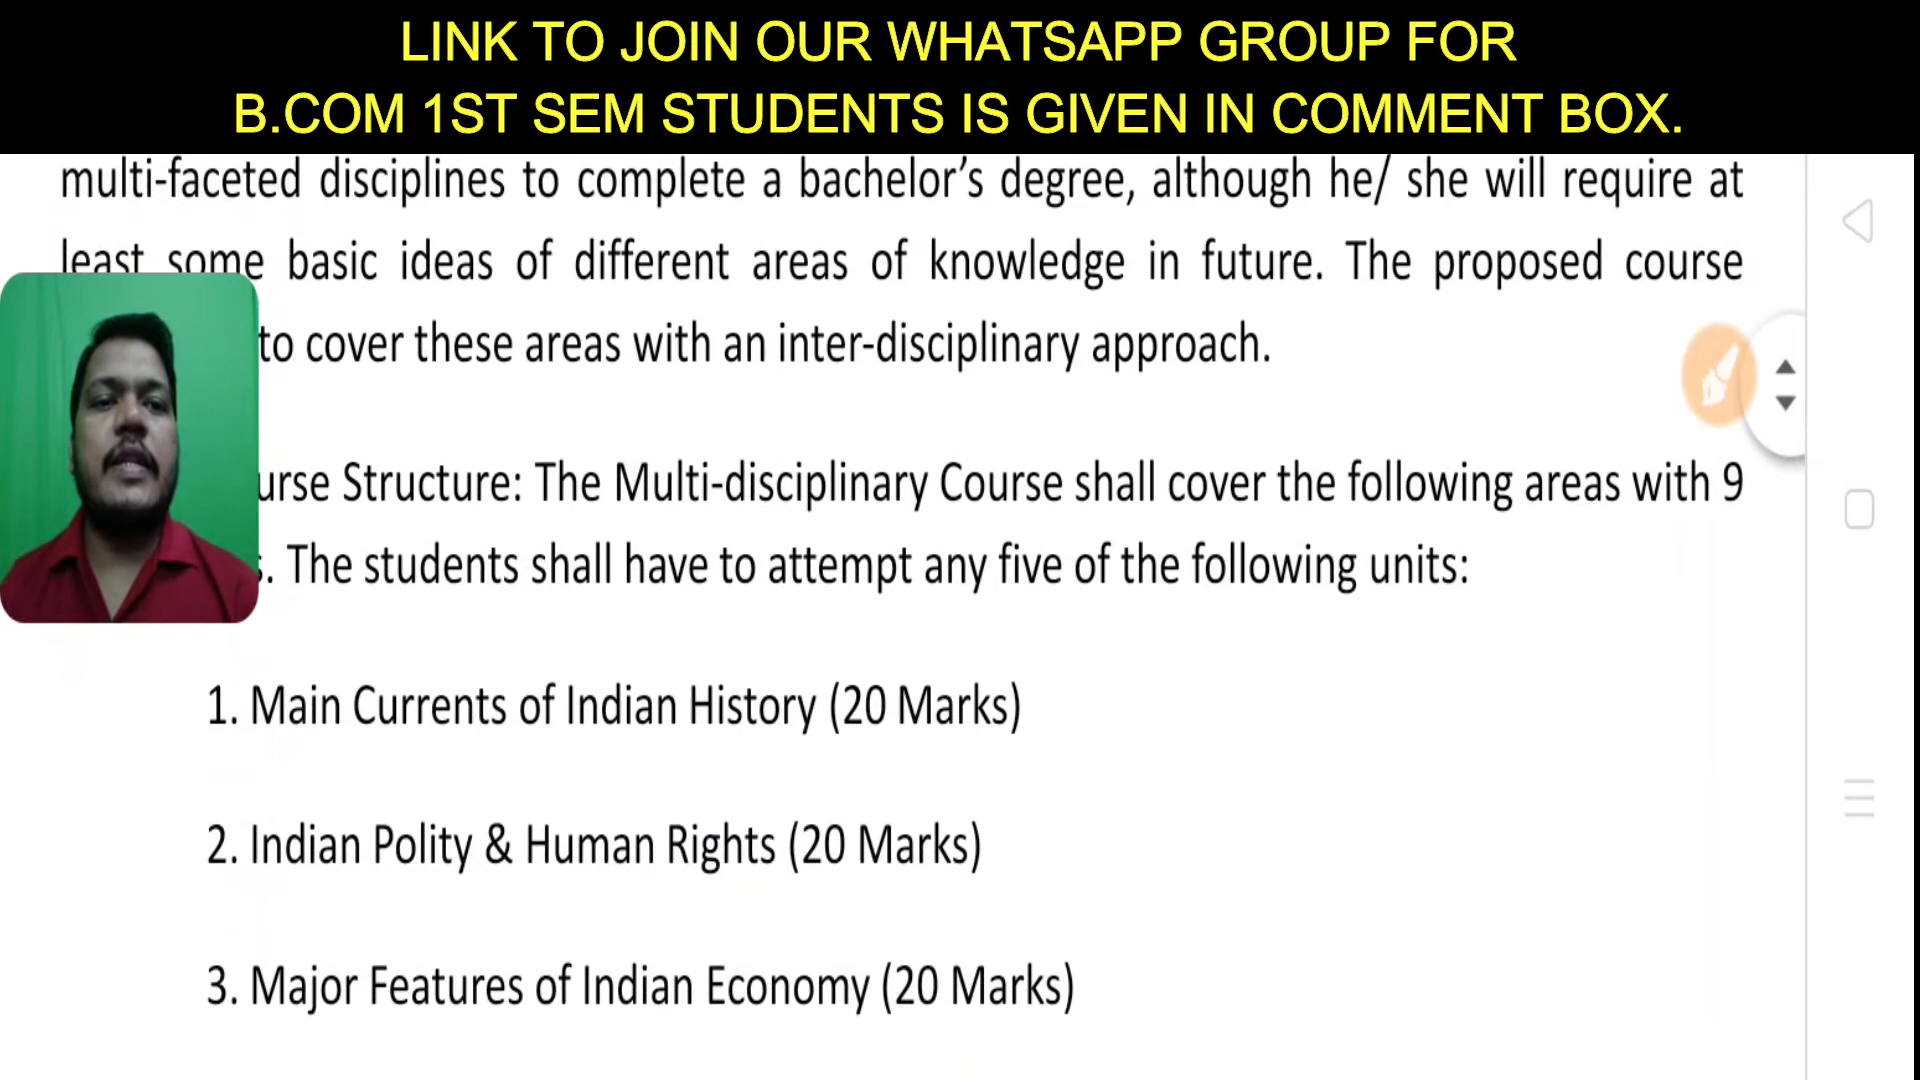 LINK TO JOIN OUR WHATSAPP GROUP FOR
B.COM 1ST SEM STUDENTS IS GIVEN IN COMMENT BOX.
multi-faceted disciplines to complete a bachelor’s degree, although he/ she will require at
least some basic ideas of different areas of knowledge in future. The proposed course
to cover these areas with an inter-disciplinary approach.
urse Structure: The Multi-disciplinary Course shall cover the following areas with 9
. The students shall have to attempt any five of the following units:
1. Main Currents of Indian History (20 Marks)
2. Indian Polity & Human Rights (20 Marks)
3. Major Features of Indian Economy (20 Marks)